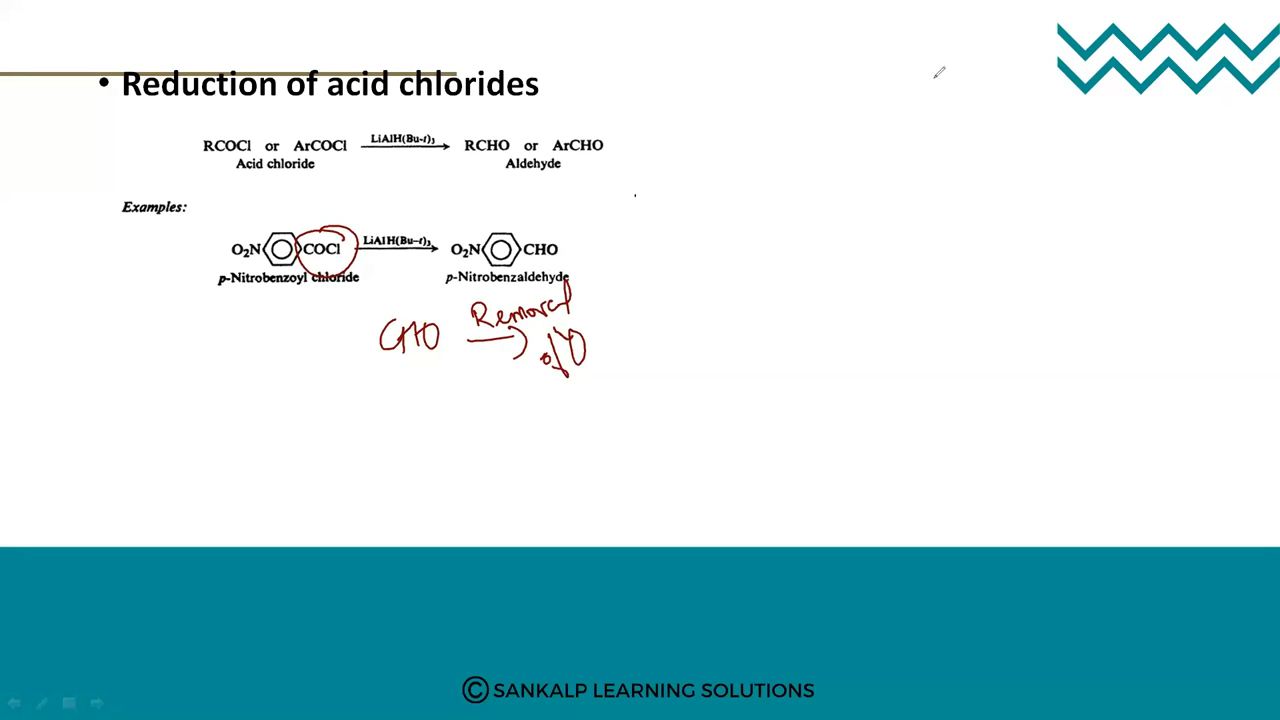 • Reduction of acid chlorides
RCOCl or ArCOCl LiAlH(Bu-t)₃ RCHO or ArCHO
Acid chloride Aldehyde
Examples:
O₂N COCl LiAlH(Bu-t)₃ O₂N CHO
p-Nitrobenzoyl chloride p-Nitrobenzaldehyde
Removal
CHO
of
© SANKALP LEARNING SOLUTIONS